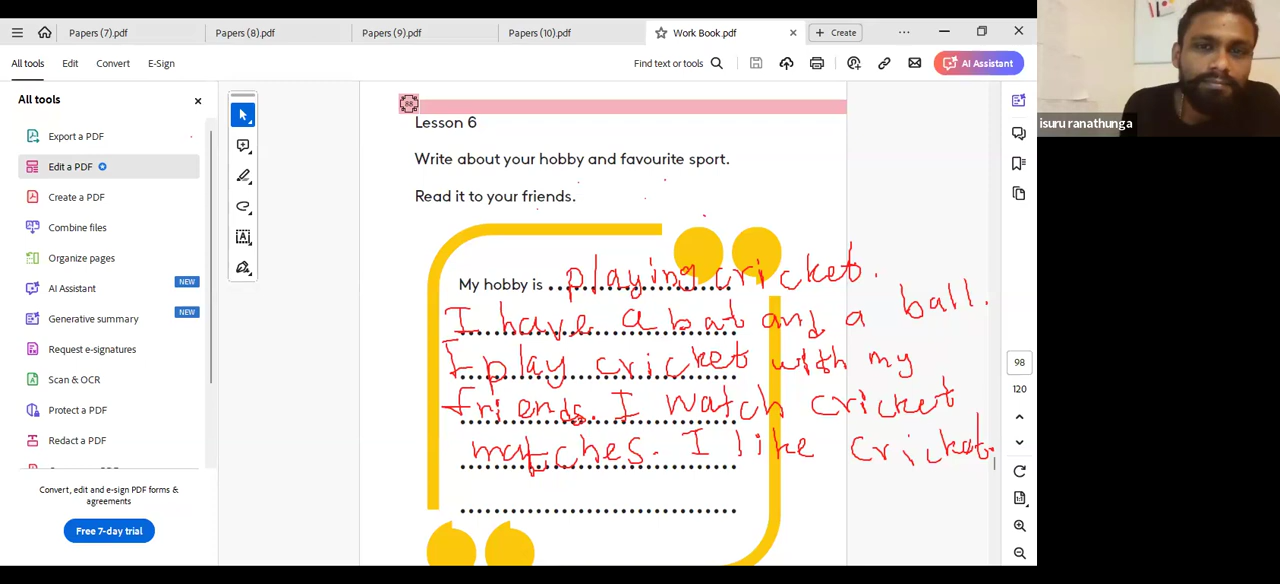 Papers (7).pdf
Papers (8).pdf
Papers (9).pdf
Papers (10).pdf
Work Book.pdf
+ Create
All tools
Edit
Convert
E-Sign
Find text or tools
AI Assistant
All tools
Export a PDF
Edit a PDF
Create a PDF
Combine files
Organize pages
AI Assistant
NEW
Generative summary
NEW
Request e-signatures
Scan & OCR
Protect a PDF
Redact a PDF
Convert, edit and e-sign PDF forms &
agreements
Free 7-day trial
88
Lesson 6
Write about your hobby and favourite sport.
Read it to your friends.
My hobby is playing cricket.
I have a bat and a ball.
I play cricket with my
friends. I watch cricket
matches. I like cricket.
98
120
isuru ranathunga